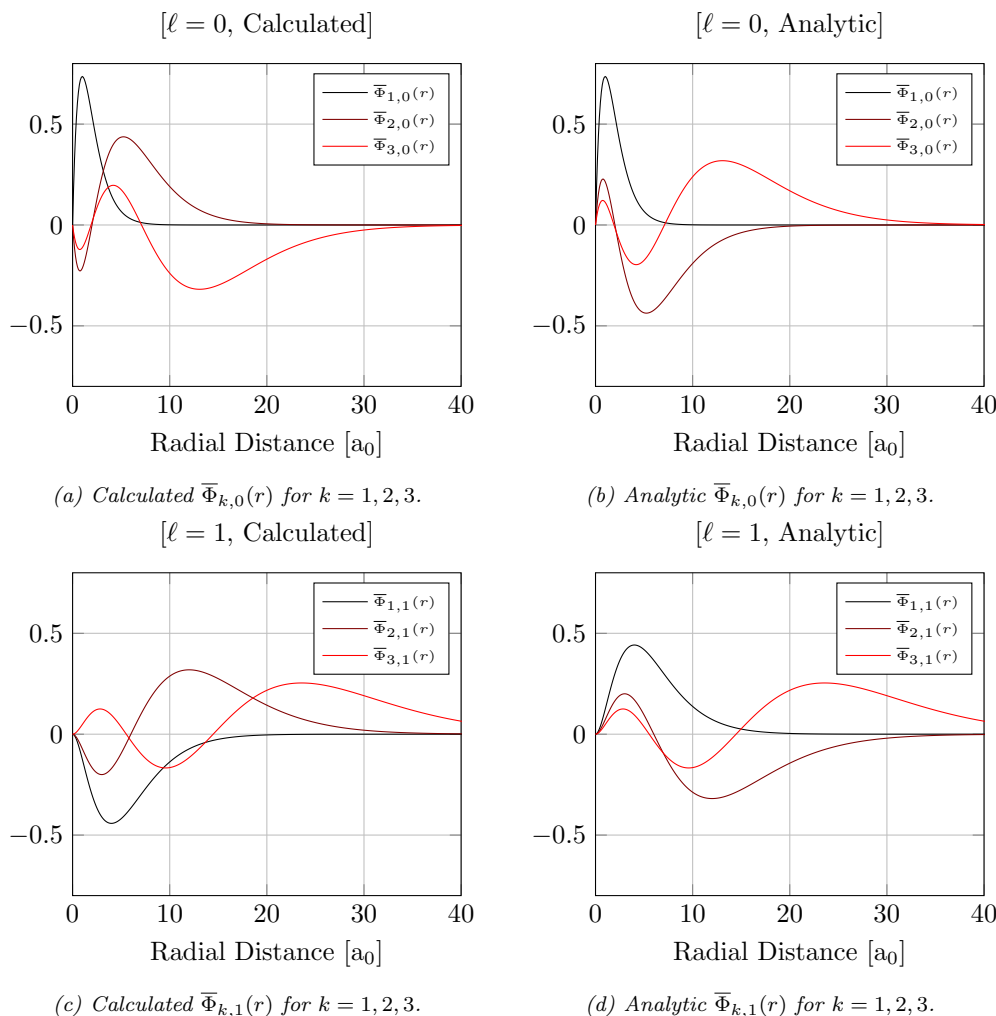 [ℓ = 0, Calculated]
0.5
0
−0.5
0
10
20
30
40
Radial Distance [a₀]
Φ̅₁,₀(r)
Φ̅₂,₀(r)
Φ̅₃,₀(r)
(a) Calculated Φ̅ₖ,₀(r) for k = 1, 2, 3.
[ℓ = 0, Analytic]
0.5
0
−0.5
0
10
20
30
40
Radial Distance [a₀]
Φ̅₁,₀(r)
Φ̅₂,₀(r)
Φ̅₃,₀(r)
(b) Analytic Φ̅ₖ,₀(r) for k = 1, 2, 3.
[ℓ = 1, Calculated]
0.5
0
−0.5
0
10
20
30
40
Radial Distance [a₀]
Φ̅₁,₁(r)
Φ̅₂,₁(r)
Φ̅₃,₁(r)
(c) Calculated Φ̅ₖ,₁(r) for k = 1, 2, 3.
[ℓ = 1, Analytic]
0.5
0
−0.5
0
10
20
30
40
Radial Distance [a₀]
Φ̅₁,₁(r)
Φ̅₂,₁(r)
Φ̅₃,₁(r)
(d) Analytic Φ̅ₖ,₁(r) for k = 1, 2, 3.